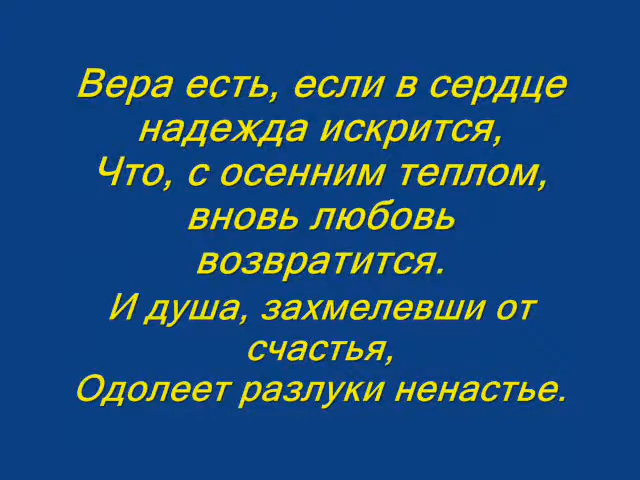 Вера есть, если в сердце
надежда искрится,
Что, с осенним теплом,
вновь любовь
возвратится.
И душа, захмелевши от
счастья,
Одолеет разлуки ненастье.